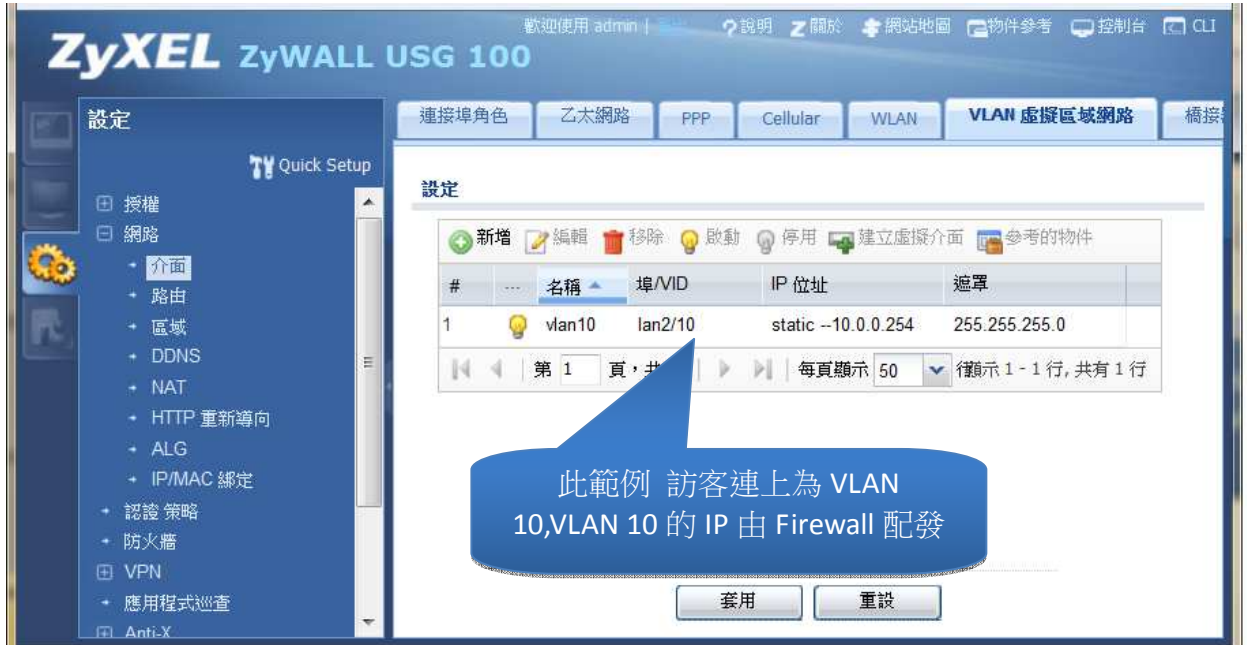 ZyXEL ZyWALL USG 100
歡迎使用 admin |
?說明 Z關於 網站地圖 物件參考 控制台 CLI
設定
Quick Setup
授權
網路
介面
路由
區域
DDNS
NAT
HTTP 重新導向
ALG
IP/MAC 綁定
認證 策略
防火牆
VPN
應用程式巡查
Anti-X
連接埠角色 乙太網路 PPP Cellular WLAN VLAN 虛擬區域網路 橋接
設定
新增 編輯 移除 啟動 停用 建立虛擬介面 參考的物件
# ... 名稱 埠/VID IP 位址 遮罩
1 vlan10 lan2/10 static --10.0.0.254 255.255.255.0
第 1 頁，共 每頁顯示 50 行顯示 1 - 1 行, 共有 1 行
此範例 訪客連上為 VLAN
10,VLAN 10 的 IP 由 Firewall 配發
套用 重設